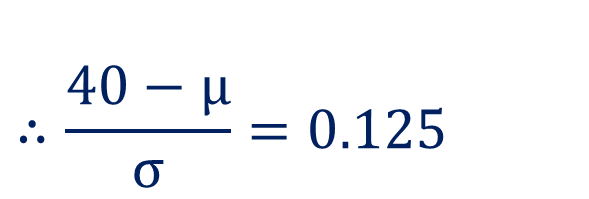 ∴ (40 − μ)/σ = 0.125